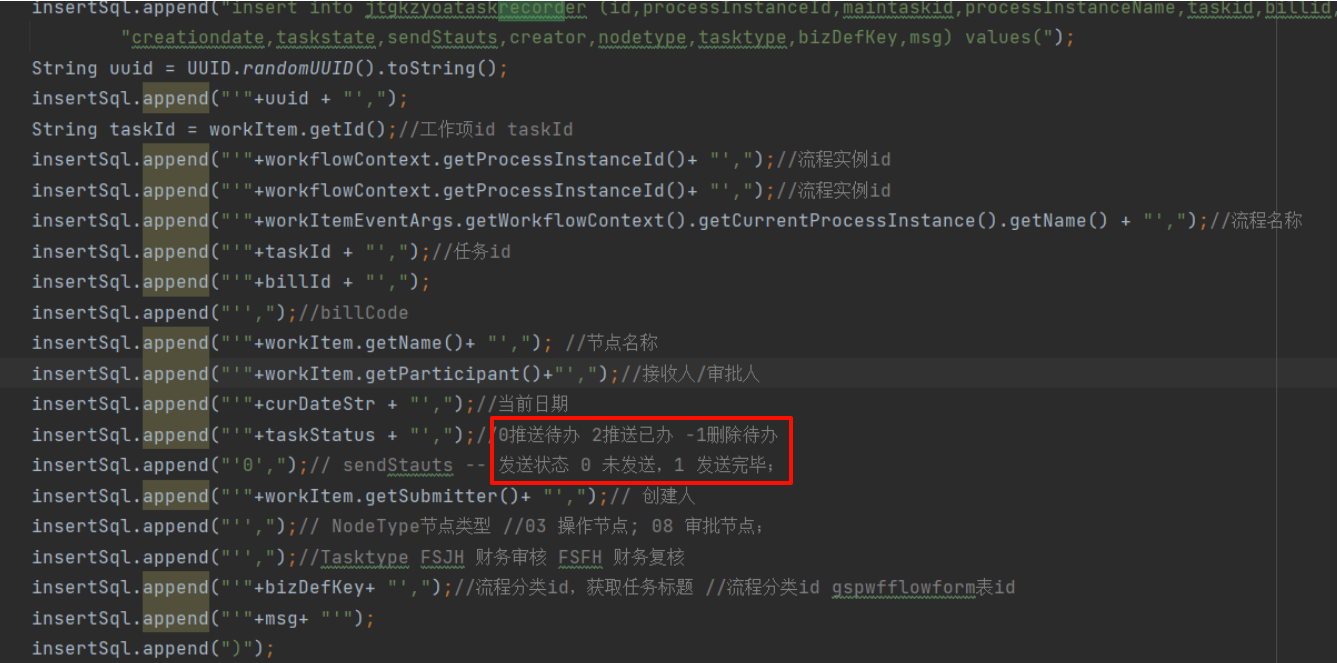 insertSql.append("insert into jtgkzyoataskrecorder (id,processInstanceId,maintaskid,processInstanceName,taskid,billid,
"creationdate,taskstate,sendStauts,creator,nodetype,tasktype,bizDefKey,msg) values(");
String uuid = UUID.randomUUID().toString();
insertSql.append("'"+uuid + "',");
String taskId = workItem.getId();//工作项id taskId
insertSql.append("'"+workflowContext.getProcessInstanceId()+ "',");//流程实例id
insertSql.append("'"+workflowContext.getProcessInstanceId()+ "',");//流程实例id
insertSql.append("'"+workItemEventArgs.getWorkflowContext().getCurrentProcessInstance().getName() + "',");//流程名称
insertSql.append("'"+taskId + "',");//任务id
insertSql.append("'"+billId + "',");
insertSql.append("'',");//billCode
insertSql.append("'"+workItem.getName()+ "',"); //节点名称
insertSql.append("'"+workItem.getParticipant()+"',");//接收人/审批人
insertSql.append("'"+curDateStr + "',");//当前日期
insertSql.append("'"+taskStatus + "',");//0推送待办 2推送已办 -1删除待办
insertSql.append("'0',");// sendStauts -- 发送状态 0 未发送，1 发送完毕；
insertSql.append("'"+workItem.getSubmitter()+ "',");// 创建人
insertSql.append("'',");// NodeType节点类型 //03 操作节点; 08 审批节点；
insertSql.append("'',");//Tasktype FSJH 财务审核 FSFH 财务复核
insertSql.append("'"+bizDefKey+ "',");//流程分类id，获取任务标题 //流程分类id gspwfflowform表id
insertSql.append("'"+msg+ "'");
insertSql.append(")");